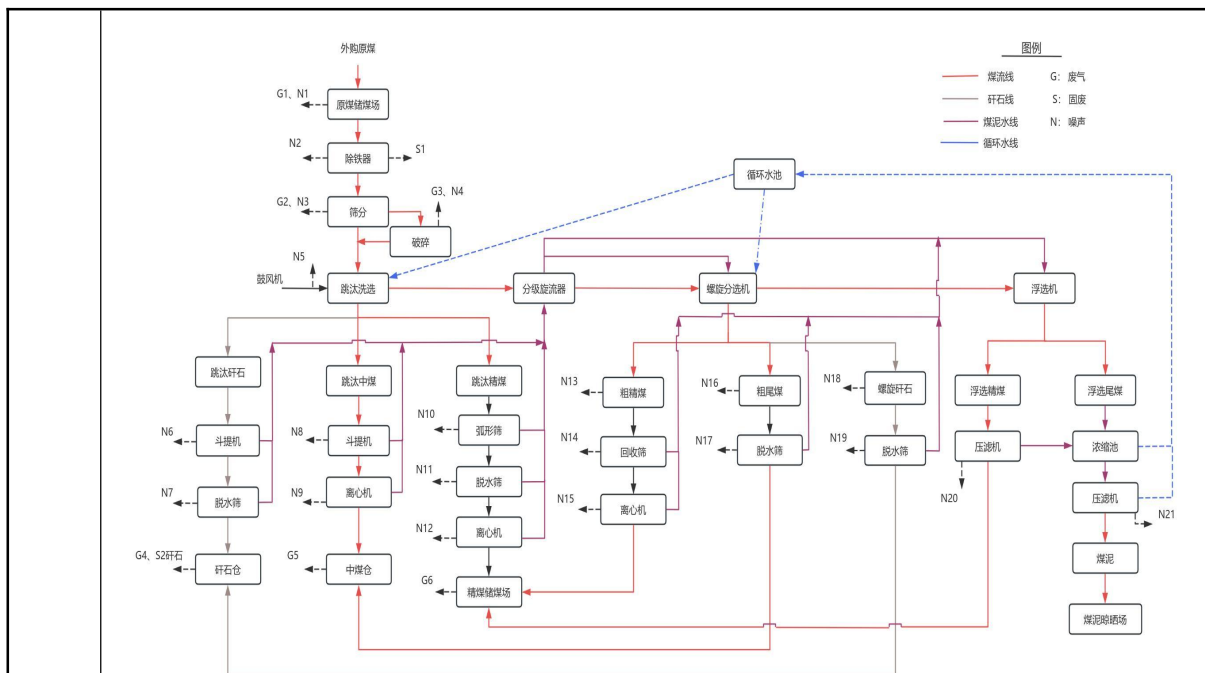 外购原煤
图例
煤流线
G: 废气
矸石线
S: 固废
煤泥水线
N: 噪声
循环水线
G1、N1
原煤储煤场
N2
除铁器
S1
循环水池
G3、N4
G2、N3
筛分
破碎
N5
鼓风机
跳汰洗选
分级旋流器
螺旋分选机
浮选机
跳汰矸石
跳汰中煤
跳汰精煤
N13
粗精煤
N16
粗尾煤
N18
螺旋矸石
浮选精煤
浮选尾煤
N6
斗提机
N8
斗提机
N10
弧形筛
N14
回收筛
N17
脱水筛
N19
脱水筛
压滤机
浓缩池
N7
脱水筛
N9
离心机
N11
脱水筛
N15
离心机
N20
压滤机
N21
N12
离心机
G4、S2矸石
矸石仓
G5
中煤仓
G6
精煤储煤场
煤泥
煤泥晾晒场